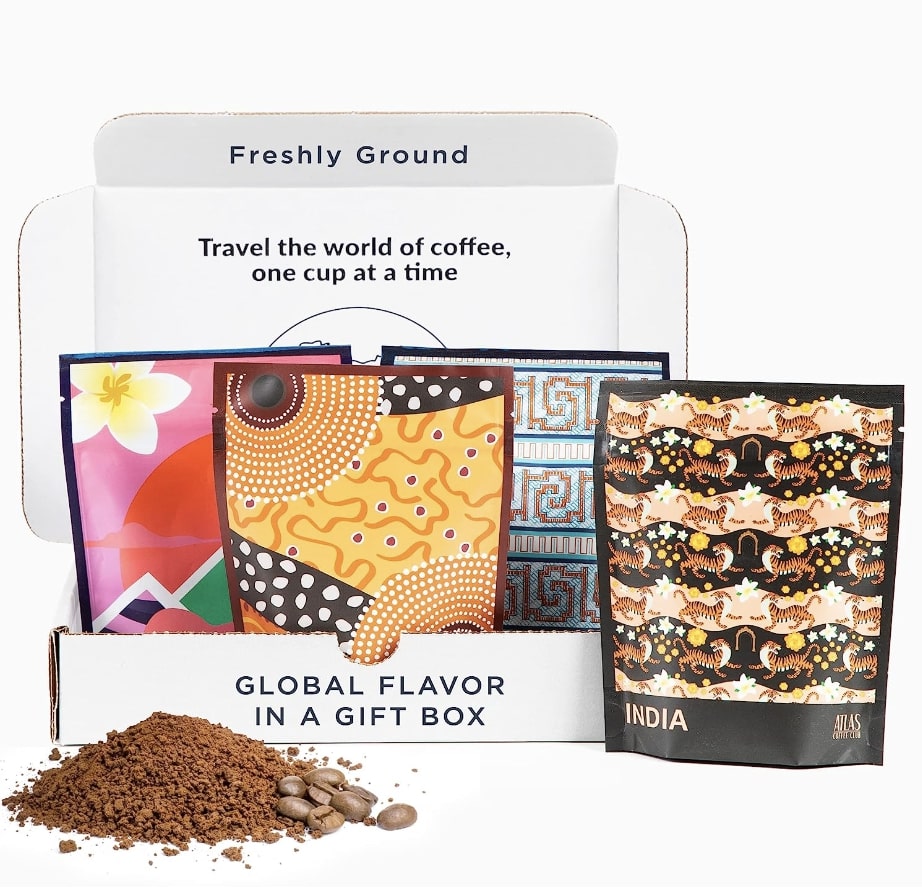 Freshly Ground
Travel the world of coffee,
one cup at a time
GLOBAL FLAVOR
IN A GIFT BOX
INDIA
ATLAS
COFFEE CLUB